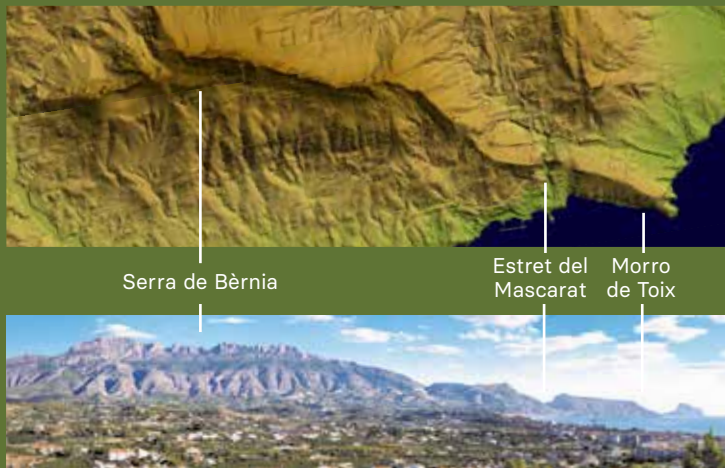 Serra de Bèrnia
Estret del
Mascarat
Morro
de Toix